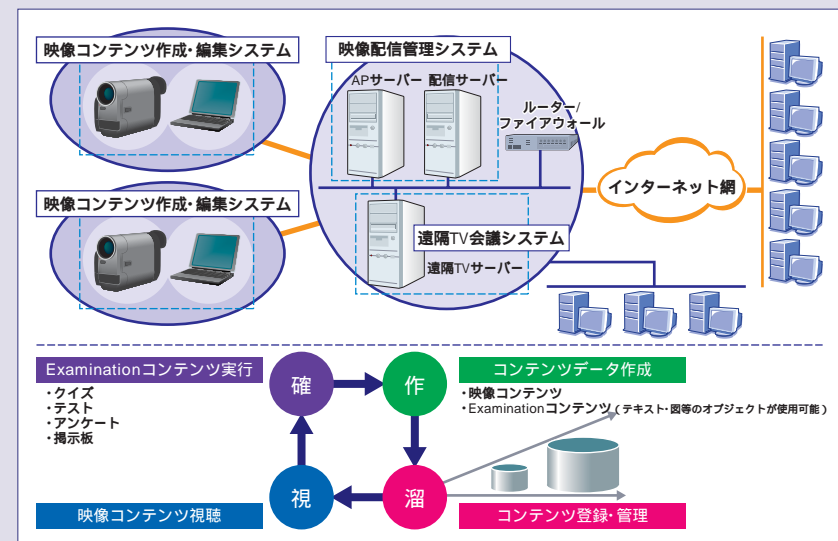 映像コンテンツ作成・編集システム
映像配信管理システム
APサーバー 配信サーバー
ルーター/
ファイアウォール
映像コンテンツ作成・編集システム
インターネット網
遠隔TV会議システム
遠隔TVサーバー
Examinationコンテンツ実行
・クイズ
・テスト
・アンケート
・掲示板
確
作
コンテンツデータ作成
・映像コンテンツ
・Examinationコンテンツ(テキスト・図等のオブジェクトが使用可能)
視
溜
映像コンテンツ視聴
コンテンツ登録・管理